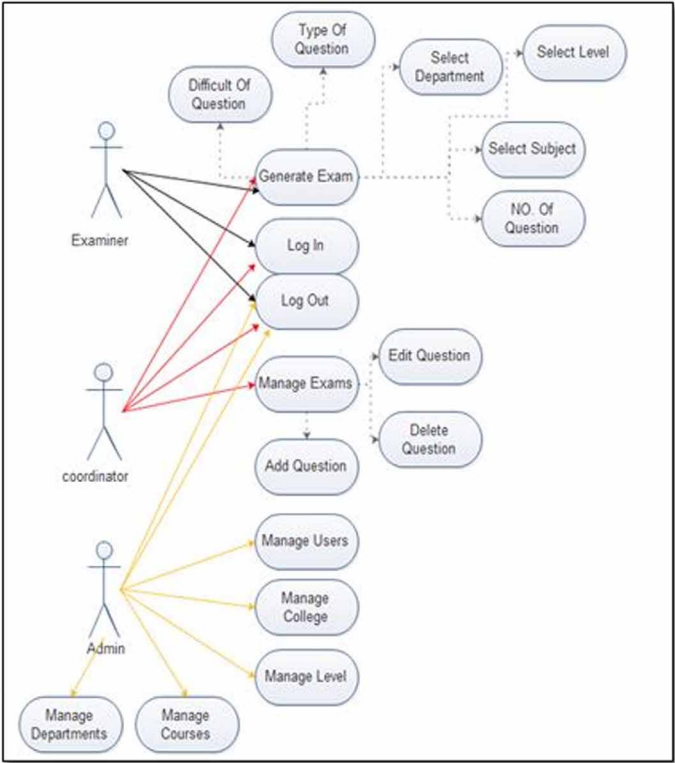 Type Of
Question
Select
Department
Select Level
Difficult Of
Question
Generate Exam
Select Subject
NO. Of
Question
Examiner
Log In
Log Out
Edit Question
Manage Exams
Delete
Question
Add Question
coordinator
Manage Users
Manage
College
Admin
Manage Level
Manage
Departments
Manage
Courses